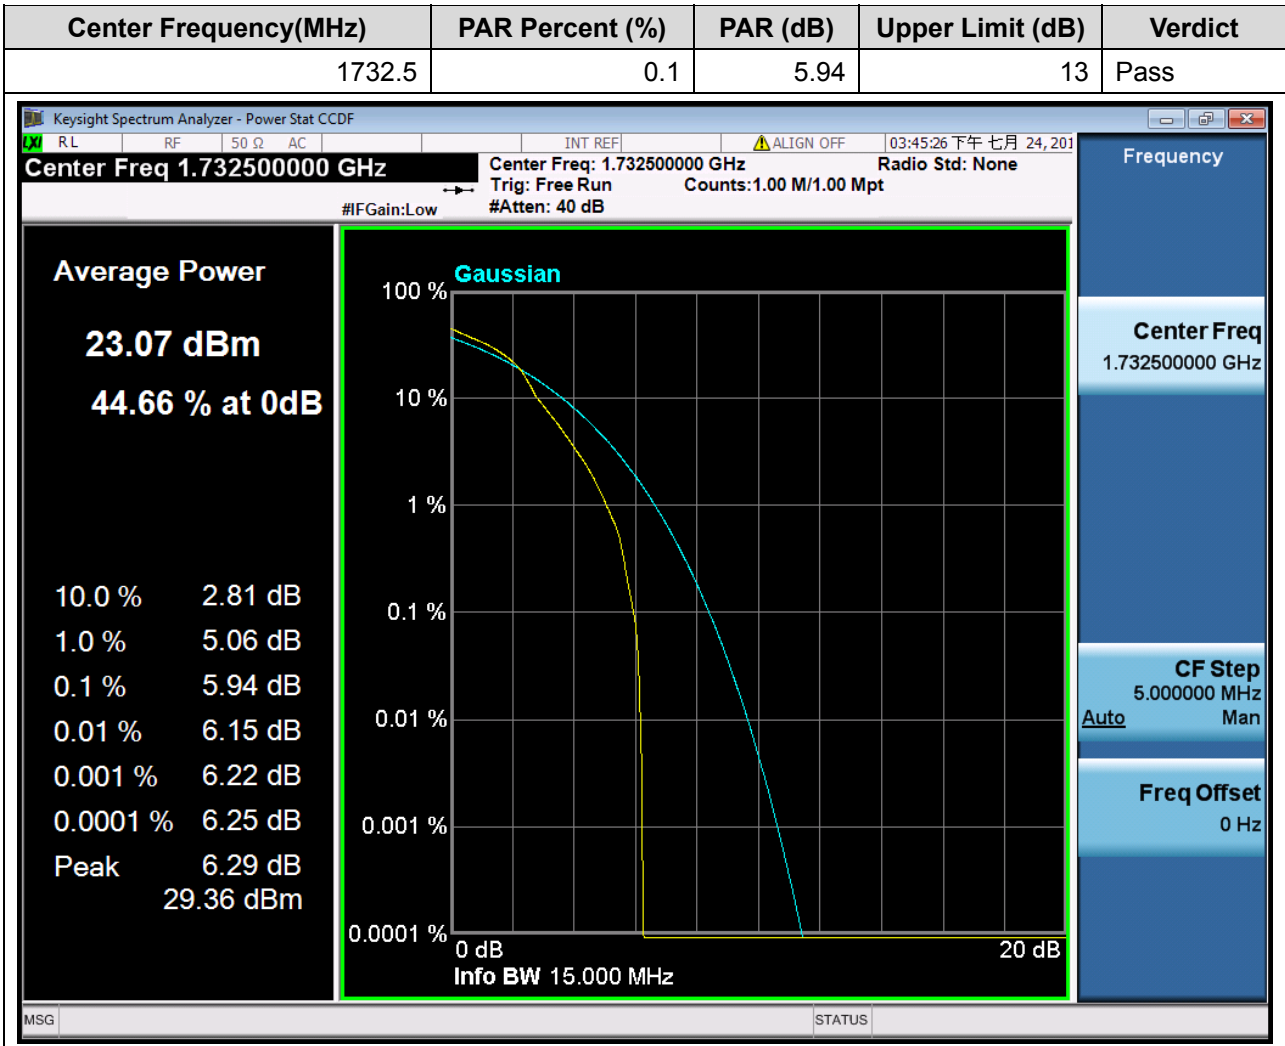 Center Frequency(MHz) PAR Percent (%) PAR (dB) Upper Limit (dB) Verdict
1732.5 0.1 5.94 13 Pass
Keysight Spectrum Analyzer - Power Stat CCDF
LXI RL RF 50 Ω AC INT REF ALIGN OFF 03:45:26 下午 七月 24, 201
Center Freq 1.732500000 GHz
Center Freq: 1.732500000 GHz Radio Std: None
Trig: Free Run Counts:1.00 M/1.00 Mpt
#IFGain:Low #Atten: 40 dB
Average Power
23.07 dBm
44.66 % at 0dB
10.0 % 2.81 dB
1.0 % 5.06 dB
0.1 % 5.94 dB
0.01 % 6.15 dB
0.001 % 6.22 dB
0.0001 % 6.25 dB
Peak 6.29 dB
29.36 dBm
Gaussian
100 %
10 %
1 %
0.1 %
0.01 %
0.001 %
0.0001 %
0 dB 20 dB
Info BW 15.000 MHz
Frequency
Center Freq
1.732500000 GHz
CF Step
5.000000 MHz
Auto Man
Freq Offset
0 Hz
MSG STATUS